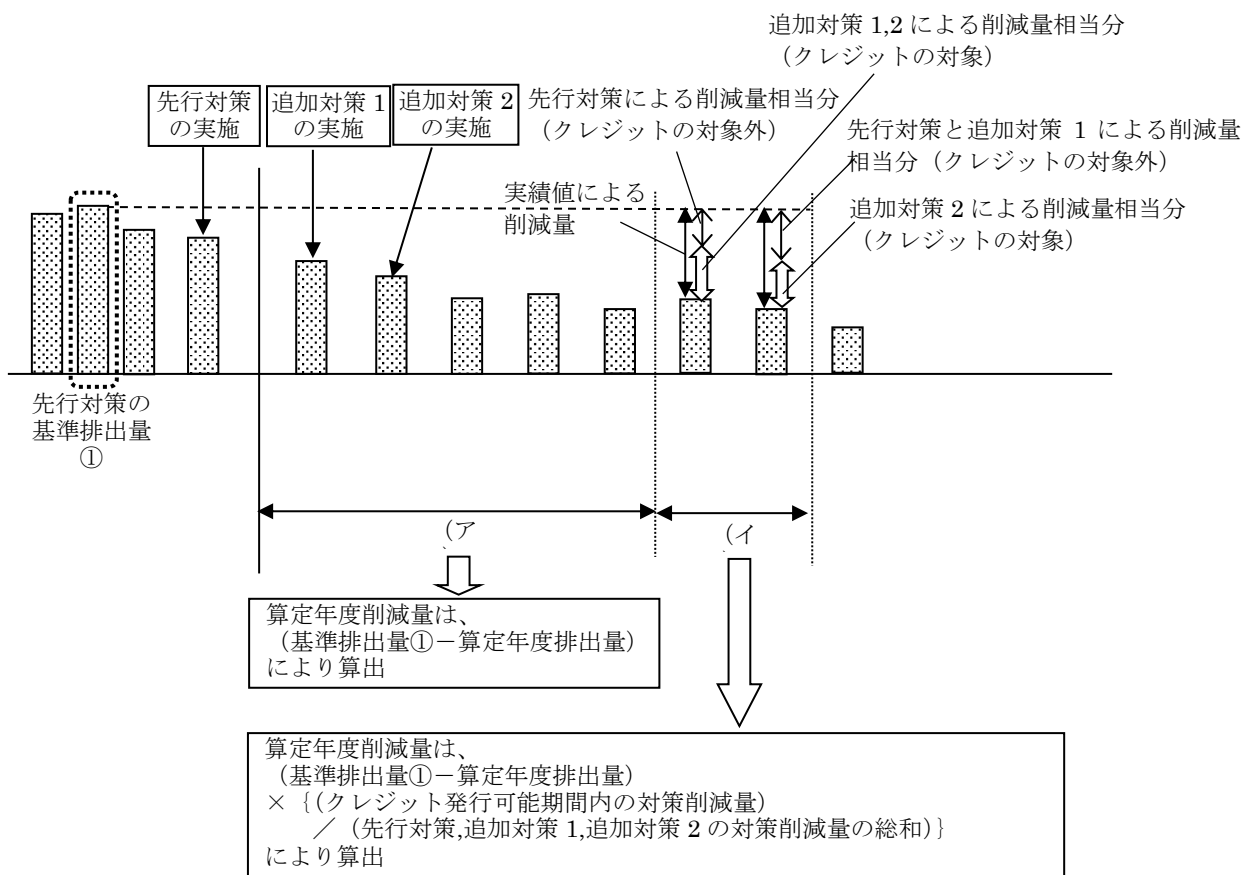 追加対策 1,2 による削減量相当分
（クレジットの対象）
先行対策
の実施
追加対策 1
の実施
追加対策 2
の実施
先行対策による削減量相当分
（クレジットの対象外）
先行対策と追加対策 1 による削減量
相当分（クレジットの対象外）
実績値による
削減量
追加対策 2 による削減量相当分
（クレジットの対象）
先行対策の
基準排出量
①
（ア
（イ
算定年度削減量は、
（基準排出量①－算定年度排出量）
により算出
算定年度削減量は、
（基準排出量①－算定年度排出量）
×｛（クレジット発行可能期間内の対策削減量）
／（先行対策,追加対策 1,追加対策 2 の対策削減量の総和）｝
により算出